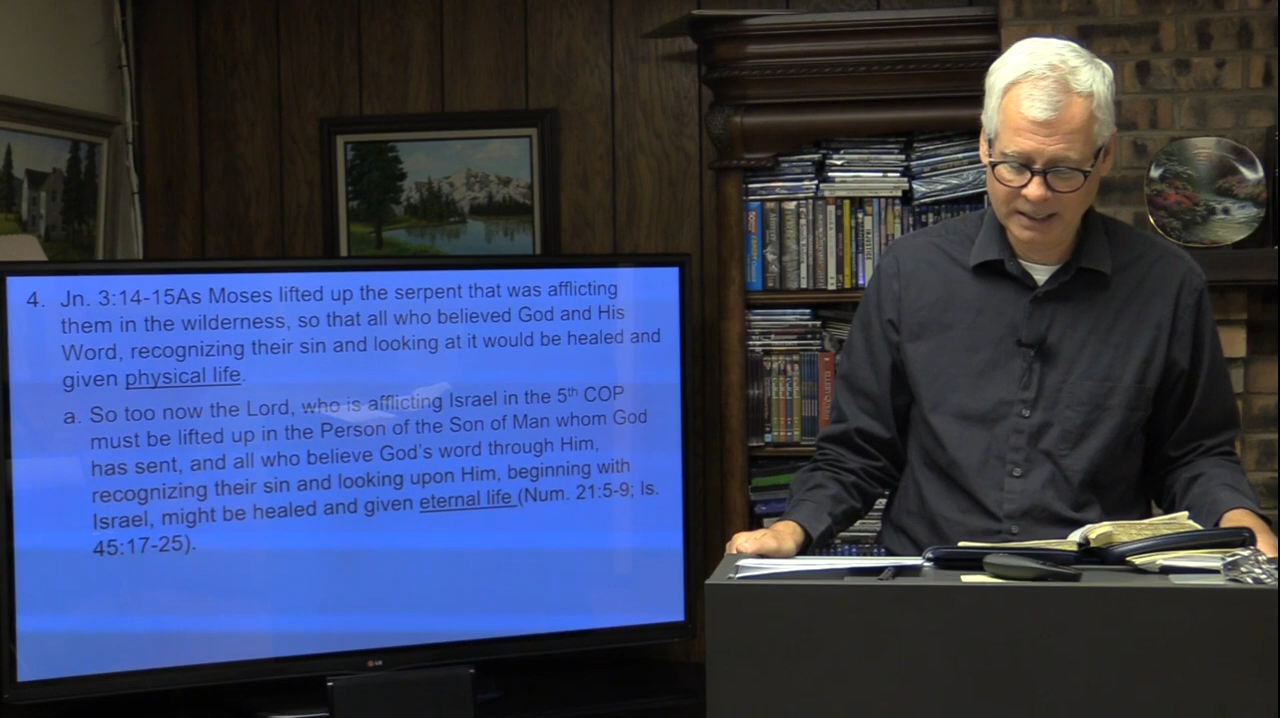 4. Jn. 3:14-15As Moses lifted up the serpent that was afflicting
them in the wilderness, so that all who believed God and His
Word, recognizing their sin and looking at it would be healed and
given physical life.
a. So too now the Lord, who is afflicting Israel in the 5th COP
must be lifted up in the Person of the Son of Man whom God
has sent, and all who believe God's word through Him,
recognizing their sin and looking upon Him, beginning with
Israel, might be healed and given eternal life (Num. 21:5-9; Is.
45:17-25).
LG